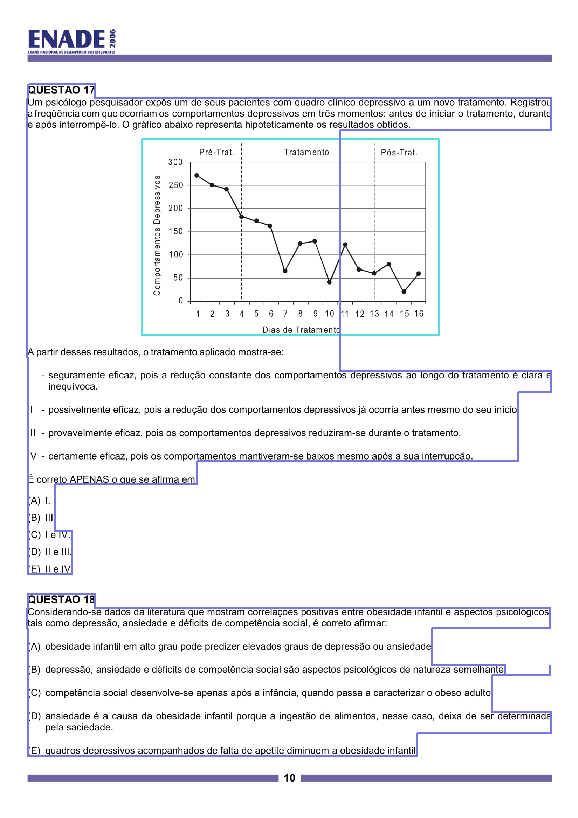 ENADE 2006
EXAME NACIONAL DE DESEMPENHO DOS ESTUDANTES
QUESTÃO 17
Um psicólogo pesquisador expôs um de seus pacientes com quadro clínico depressivo a um novo tratamento. Registrou
a freqüência com que ocorriam os comportamentos depressivos em três momentos: antes de iniciar o tratamento, durante
e após interrompê-lo. O gráfico abaixo representa hipoteticamente os resultados obtidos.
Pré-Trat. Tratamento Pós-Trat.
300
250
200
150
100
50
0
Comportamentos Depressivos
1 2 3 4 5 6 7 8 9 10 11 12 13 14 15 16
Dias de Tratamento
A partir desses resultados, o tratamento aplicado mostra-se:
- seguramente eficaz, pois a redução constante dos comportamentos depressivos ao longo do tratamento é clara e
inequívoca.
I - possivelmente eficaz, pois a redução dos comportamentos depressivos já ocorria antes mesmo do seu início
II - provavelmente eficaz, pois os comportamentos depressivos reduziram-se durante o tratamento.
V - certamente eficaz, pois os comportamentos mantiveram-se baixos mesmo após a sua interrupção.
É correto APENAS o que se afirma em
(A) I.
(B) III
(C) I e IV.
(D) II e III.
(E) II e IV
QUESTÃO 18
Considerando-se dados da literatura que mostram correlações positivas entre obesidade infantil e aspectos psicológicos,
tais como depressão, ansiedade e déficits de competência social, é correto afirmar:
(A) obesidade infantil em alto grau pode predizer elevados graus de depressão ou ansiedade
(B) depressão, ansiedade e déficits de competência social são aspectos psicológicos de natureza semelhante
(C) competência social desenvolve-se apenas após a infância, quando passa a caracterizar o obeso adulto
(D) ansiedade é a causa da obesidade infantil porque a ingestão de alimentos, nesse caso, deixa de ser determinada
pela saciedade.
(E) quadros depressivos acompanhados de falta de apetite diminuem a obesidade infantil
10